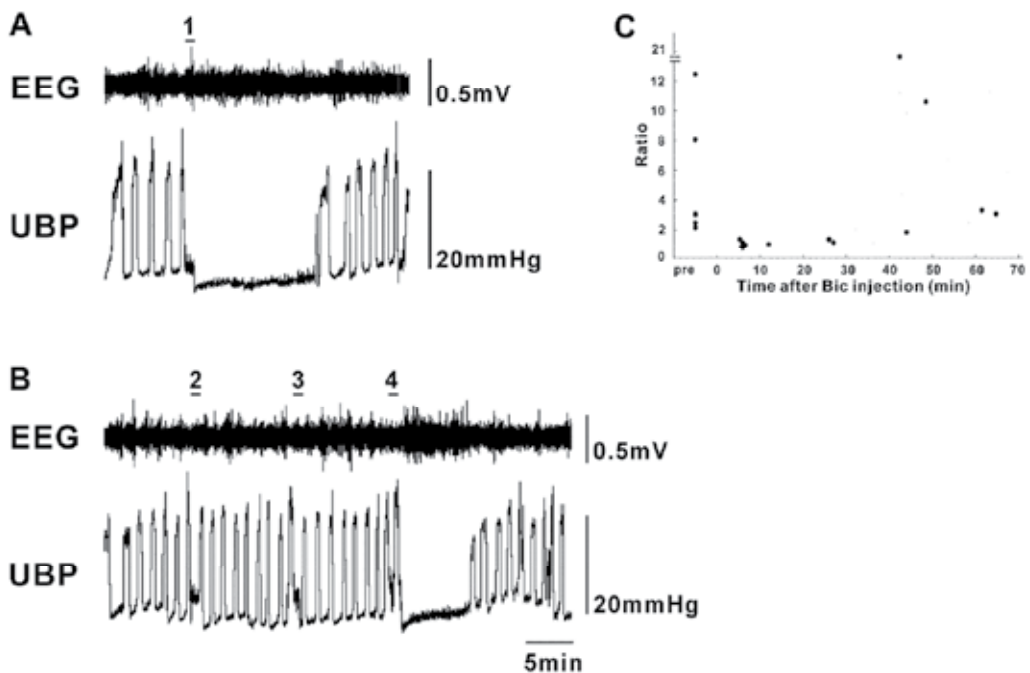 A
1
EEG
0.5mV
UBP
20mmHg
B
2 3 4
EEG
0.5mV
UBP
20mmHg
5min
C
21
12
10
8
6
4
2
0
Ratio
pre 0 10 20 30 40 50 60 70
Time after Bic injection (min)